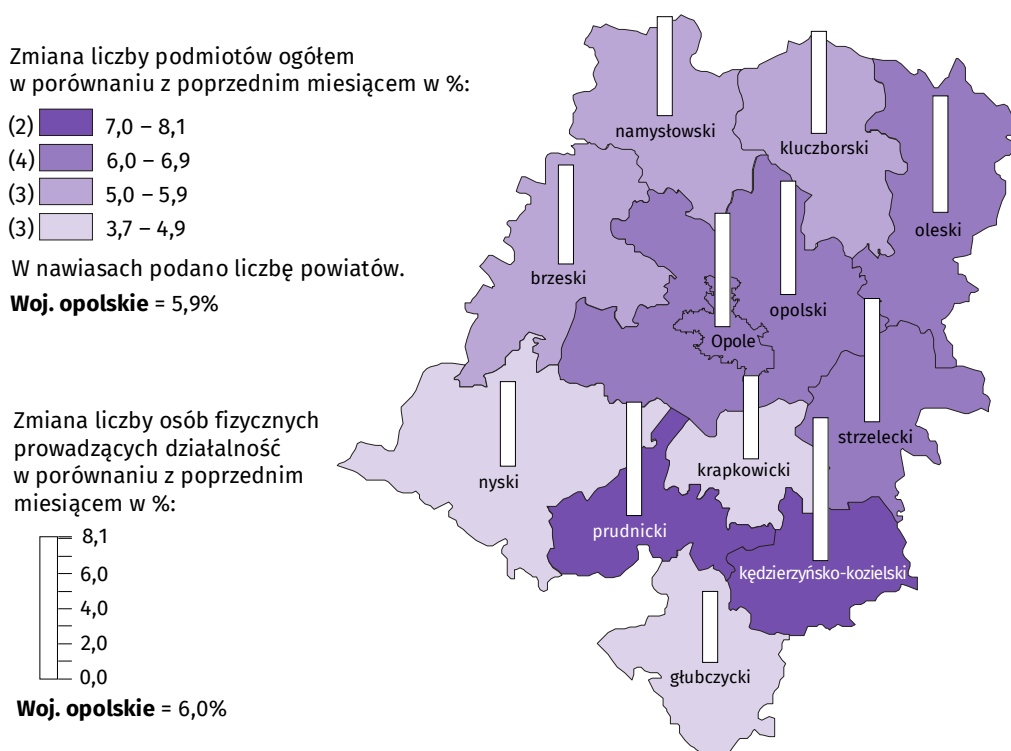 Zmiana liczby podmiotów ogółem
w porównaniu z poprzednim miesiącem w %:
(2) 7,0 – 8,1
(4) 6,0 – 6,9
(3) 5,0 – 5,9
(3) 3,7 – 4,9
W nawiasach podano liczbę powiatów.
Woj. opolskie = 5,9%
Zmiana liczby osób fizycznych
prowadzących działalność
w porównaniu z poprzednim
miesiącem w %:
8,1
6,0
4,0
2,0
0,0
Woj. opolskie = 6,0%
namysłowski
kluczborski
oleski
brzeski
opolski
Opole
strzelecki
nyski
krapkowicki
prudnicki
kędzierzyńsko-kozielski
głubczycki